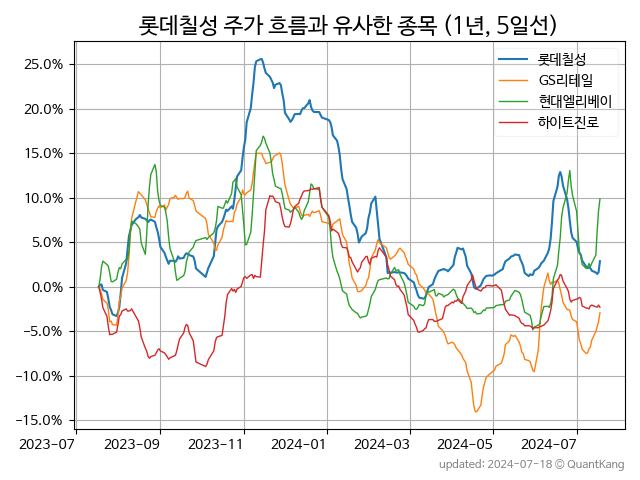 롯데칠성 주가 흐름과 유사한 종목 (1년, 5일선)
25.0%
20.0%
15.0%
10.0%
5.0%
0.0%
−5.0%
−10.0%
−15.0%
롯데칠성
GS리테일
현대엘리베이
하이트진로
2023-07
2023-09
2023-11
2024-01
2024-03
2024-05
2024-07
updated: 2024-07-18 © QuantKang